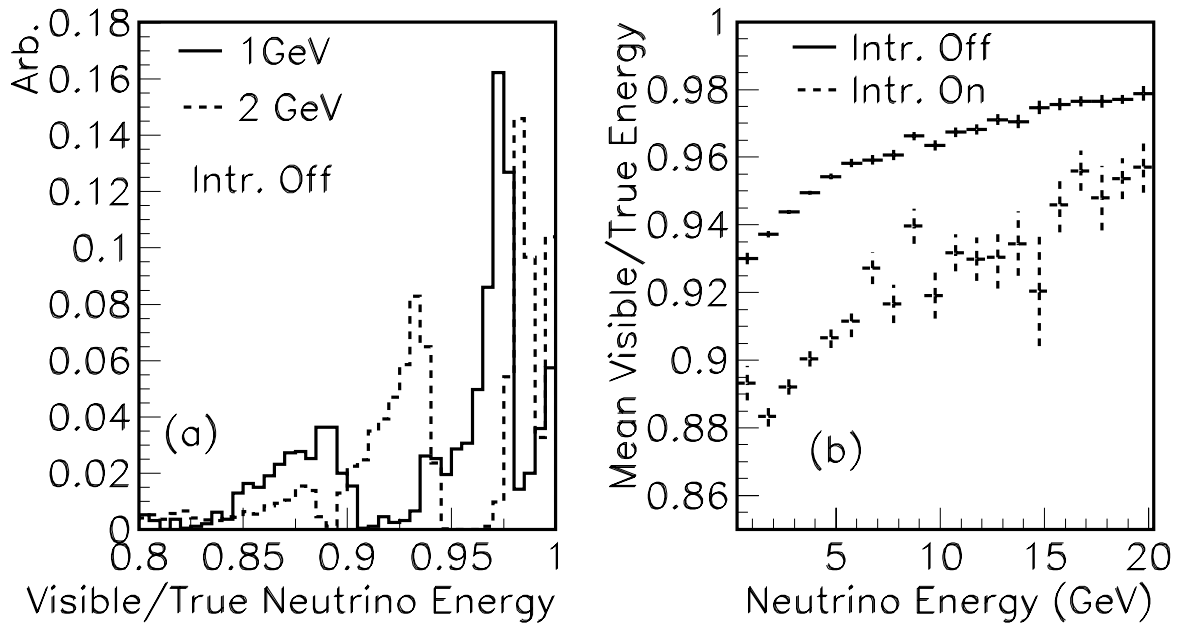 Arb.
0.18
0.16
0.14
0.12
0.1
0.08
0.06
0.04
0.02
0
1GeV
2 GeV
Intr. Off
(a)
0.8 0.85 0.9 0.95 1
Visible/True Neutrino Energy
Mean Visible/True Energy
1
0.98
0.96
0.94
0.92
0.9
0.88
0.86
Intr. Off
Intr. On
(b)
5 10 15 20
Neutrino Energy (GeV)